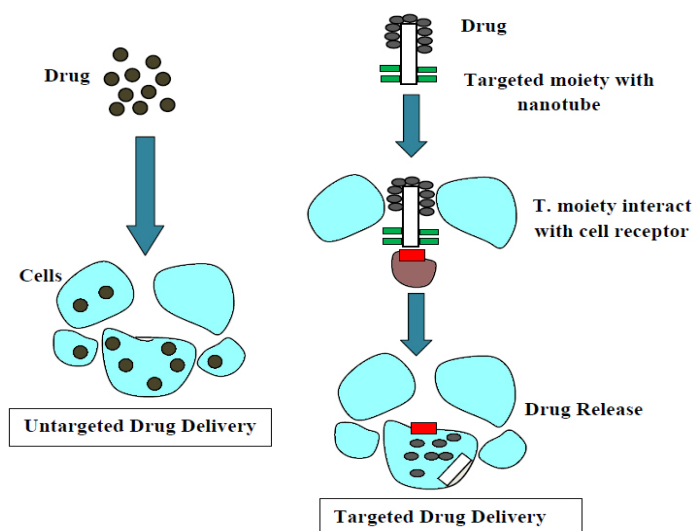 Drug
Cells
Untargeted Drug Delivery
Drug
Targeted moiety with
nanotube
T. moiety interact
with cell receptor
Drug Release
Targeted Drug Delivery